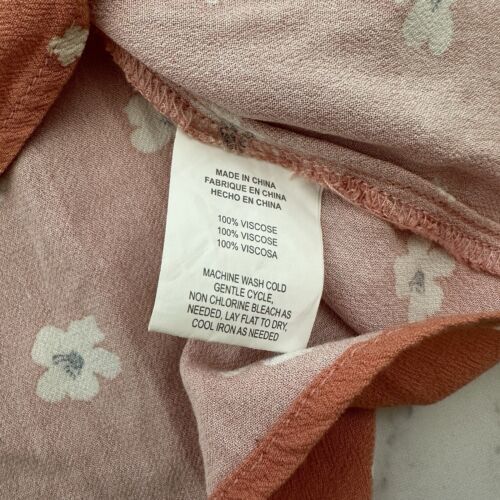 MADE IN CHINA
FABRIQUE EN CHINA
HECHO EN CHINA
100% VISCOSE
100% VISCOSE
100% VISCOSA
MACHINE WASH COLD
GENTLE CYCLE,
NON CHLORINE BLEACH AS
NEEDED, LAY FLAT TO DRY,
COOL IRON AS NEEDED